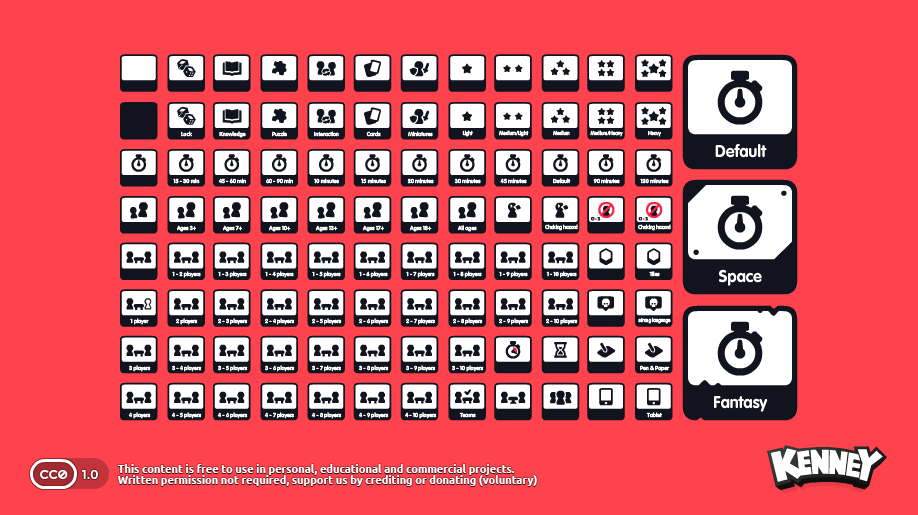 Luck Knowledge Puzzle Interaction Cards Miniatures Light Medium/Light Medium Medium/Heavy Heavy
15 - 30 min 45 - 60 min 60 - 90 min 10 minutes 15 minutes 20 minutes 30 minutes 45 minutes Default 90 minutes 120 minutes
Default
0-3 0-3
Ages 3+ Ages 7+ Ages 10+ Ages 13+ Ages 17+ Ages 18+ All ages Choking hazard Choking hazard
1 - 2 players 1 - 3 players 1 - 4 players 1 - 5 players 1 - 6 players 1 - 7 players 1 - 8 players 1 - 9 players 1 - 10 players Tiles
Space
1 player 2 players 2 - 3 players 2 - 4 players 2 - 5 players 2 - 6 players 2 - 7 players 2 - 8 players 2 - 9 players 2 - 10 players Strong language
3 players 3 - 4 players 3 - 5 players 3 - 6 players 3 - 7 players 3 - 8 players 3 - 9 players 3 - 10 players Pen & Paper
4 players 4 - 5 players 4 - 6 players 4 - 7 players 4 - 8 players 4 - 9 players 4 - 10 players Teams Tablet
Fantasy
CC0 1.0
This content is free to use in personal, educational and commercial projects.
Written permission not required, support us by crediting or donating (voluntary)
KENNEY